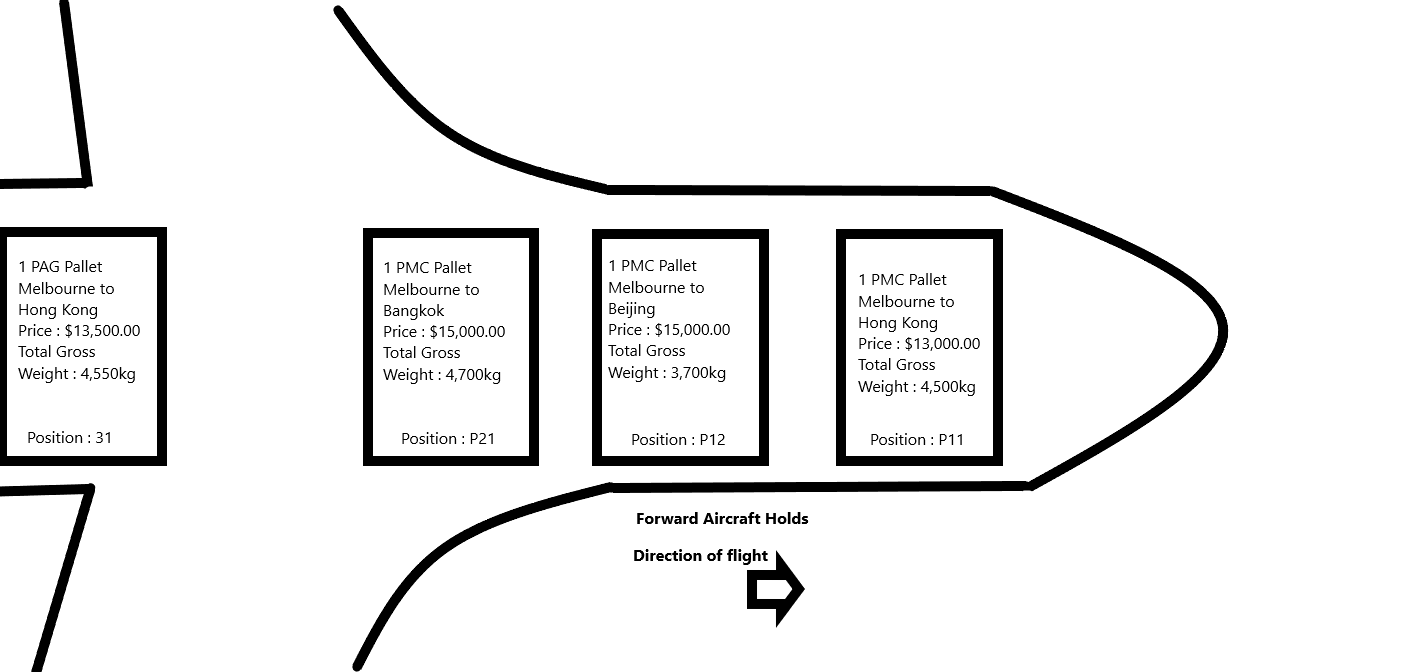 1 PAG Pallet
Melbourne to
Hong Kong
Price : $13,500.00
Total Gross
Weight : 4,550kg
Position : 31
1 PMC Pallet
Melbourne to
Bangkok
Price : $15,000.00
Total Gross
Weight : 4,700kg
Position : P21
1 PMC Pallet
Melbourne to
Beijing
Price : $15,000.00
Total Gross
Weight : 3,700kg
Position : P12
1 PMC Pallet
Melbourne to
Hong Kong
Price : $13,000.00
Total Gross
Weight : 4,500kg
Position : P11
Forward Aircraft Holds
Direction of flight